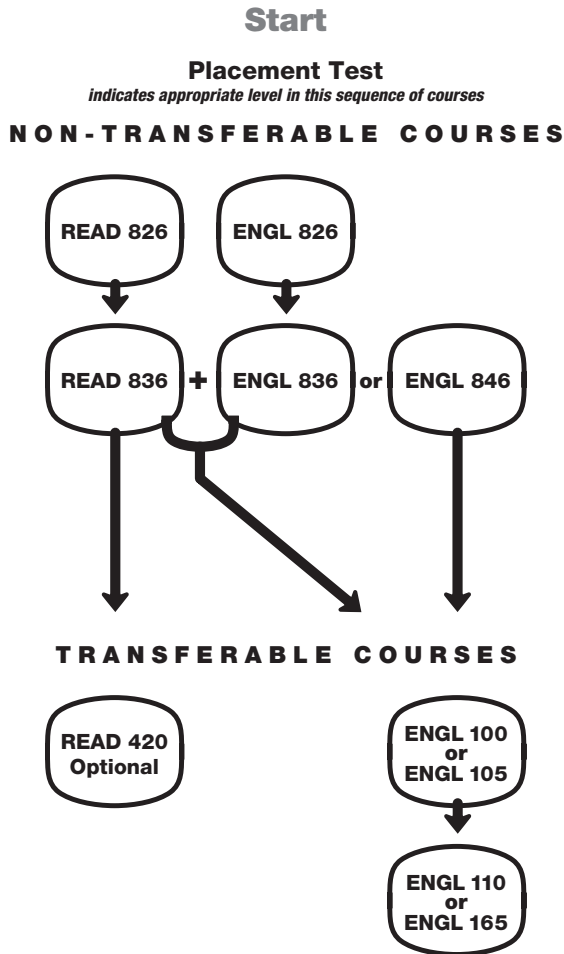 Start
Placement Test
indicates appropriate level in this sequence of courses
NON-TRANSFERABLE COURSES
READ 826
ENGL 826
READ 836
+
ENGL 836
or
ENGL 846
TRANSFERABLE COURSES
READ 420
Optional
ENGL 100
or
ENGL 105
ENGL 110
or
ENGL 165